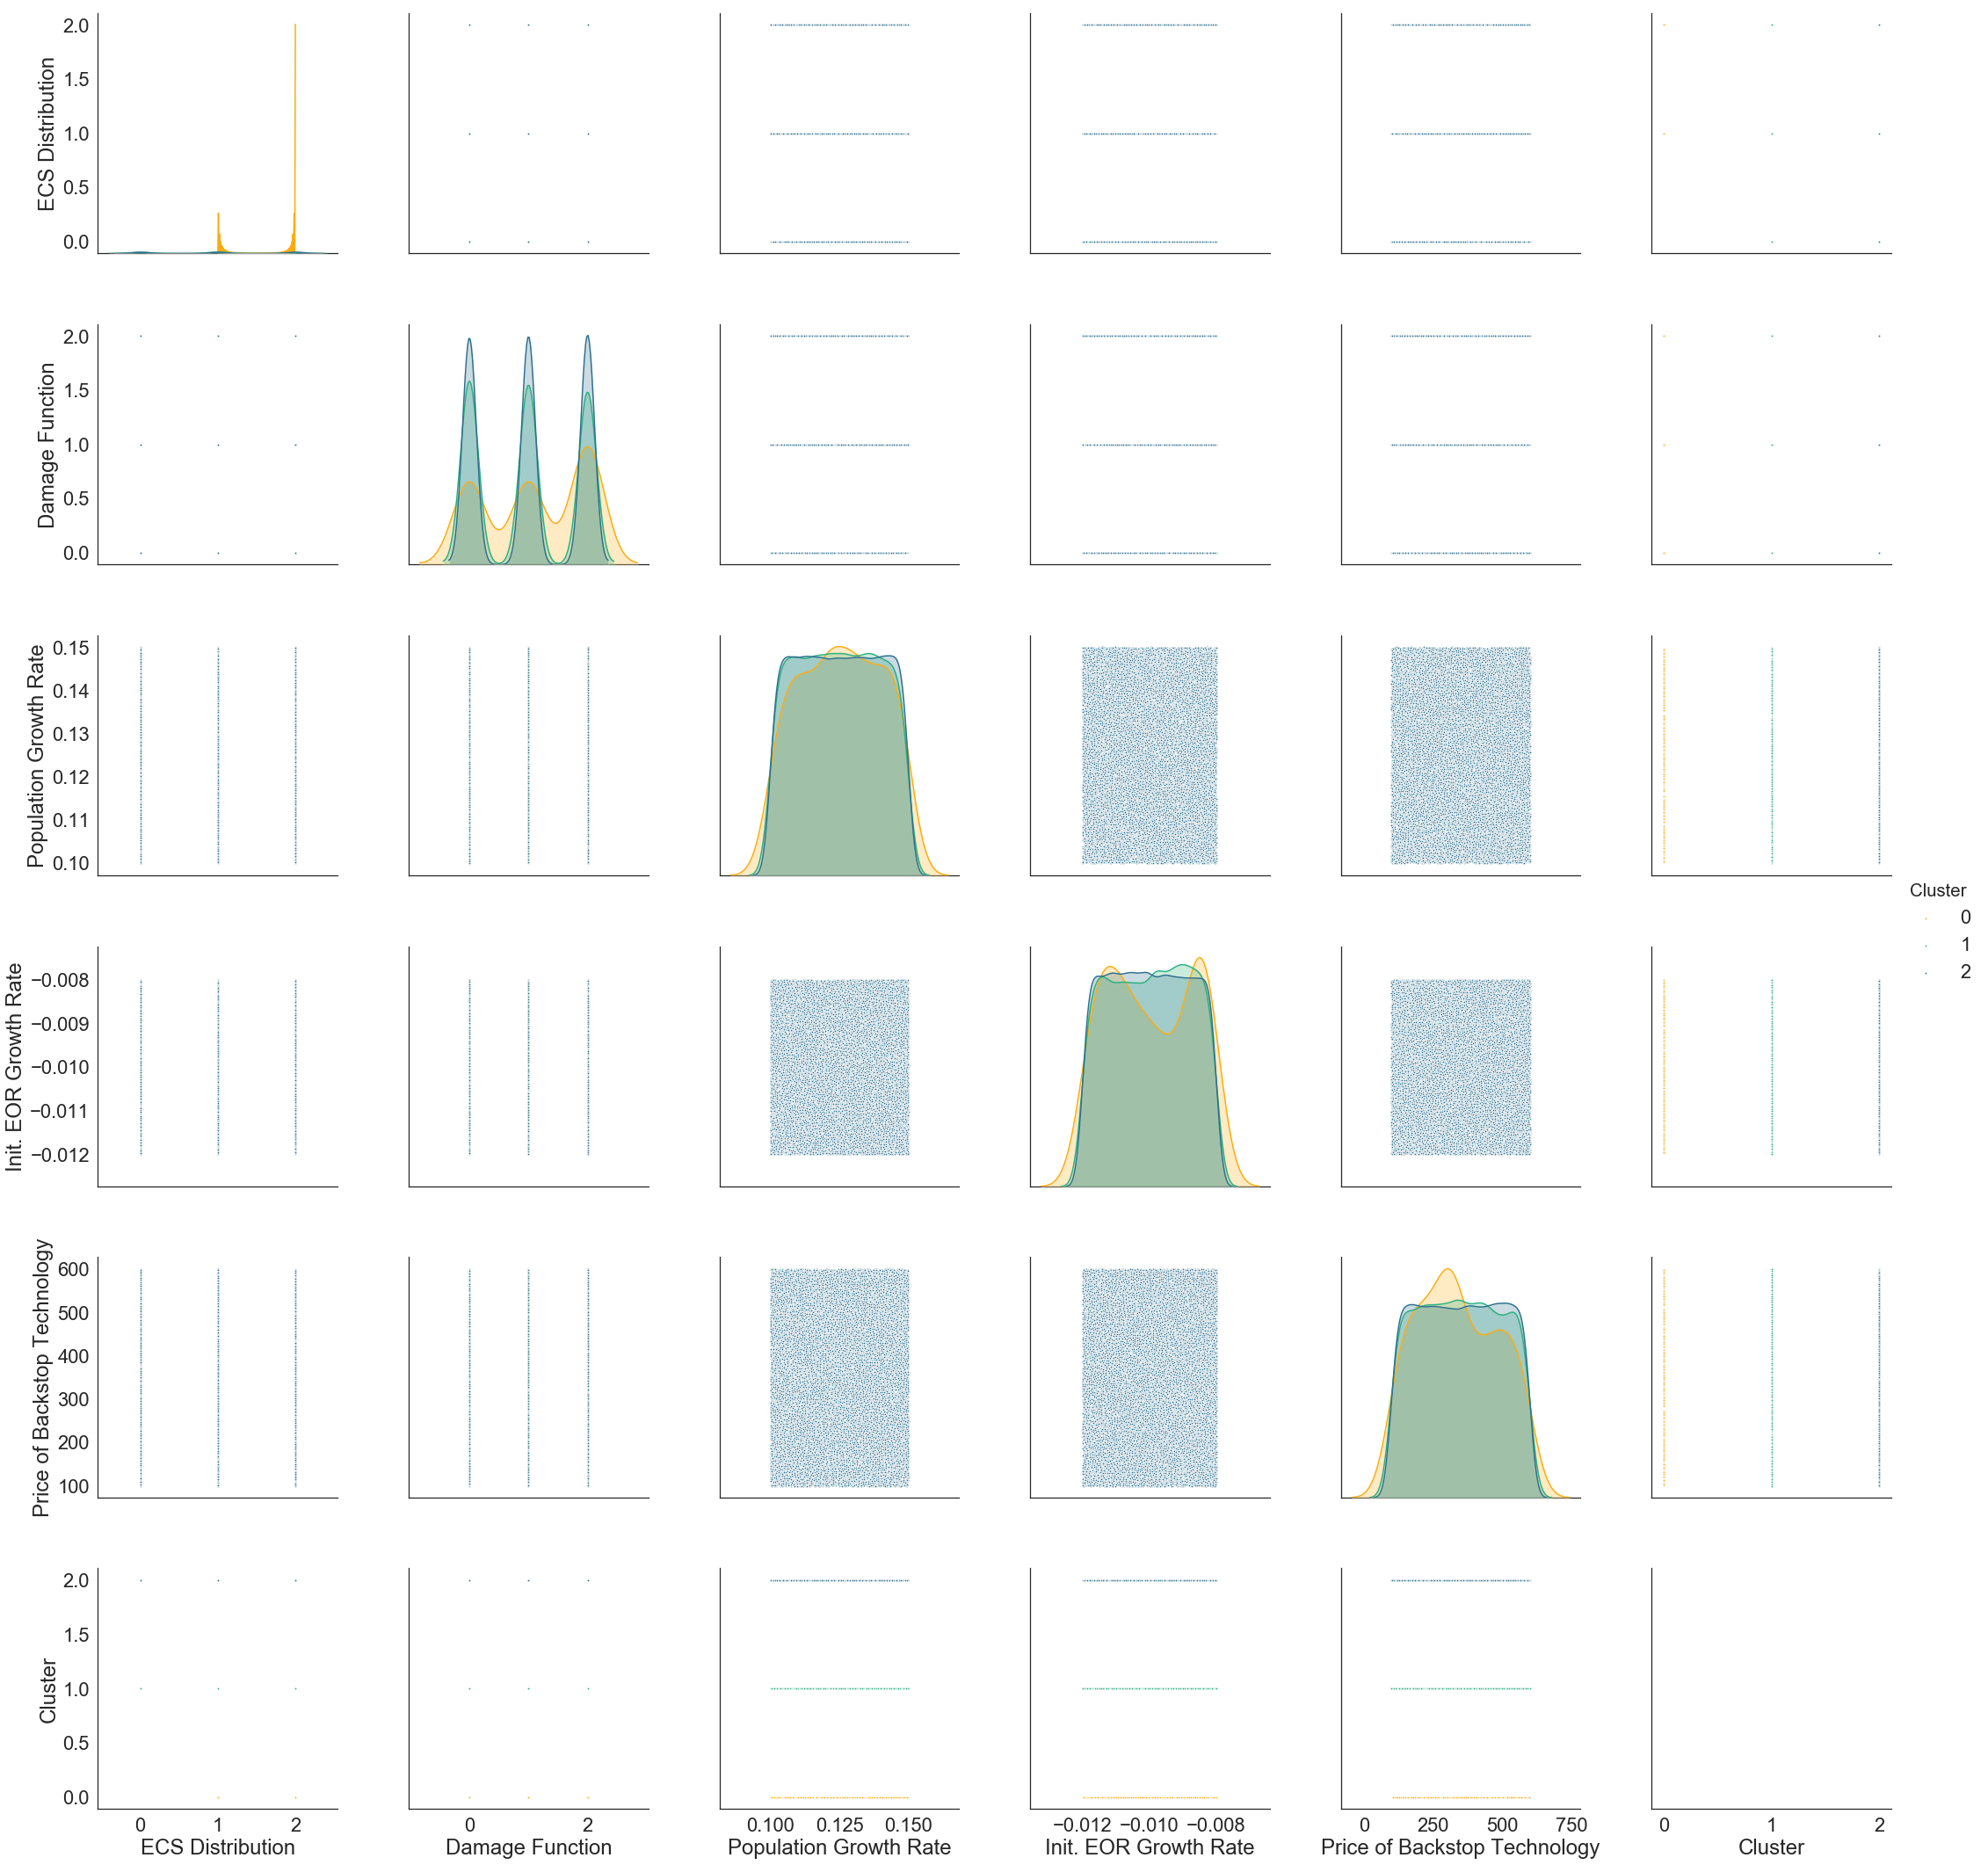 2.0
1.5
1.0
0.5
0.0
ECS Distribution
2.0
1.5
1.0
0.5
0.0
Damage Function
0.15
0.14
0.13
0.12
0.11
0.10
Population Growth Rate
Cluster
0
1
2
−0.008
−0.009
−0.010
−0.011
−0.012
Init. EOR Growth Rate
600
500
400
300
200
100
Price of Backstop Technology
2.0
1.5
1.0
0.5
0.0
Cluster
0 1 2
ECS Distribution
0 2
Damage Function
0.100 0.125 0.150
Population Growth Rate
−0.012 −0.010 −0.008
Init. EOR Growth Rate
0 250 500 750
Price of Backstop Technology
0 1 2
Cluster